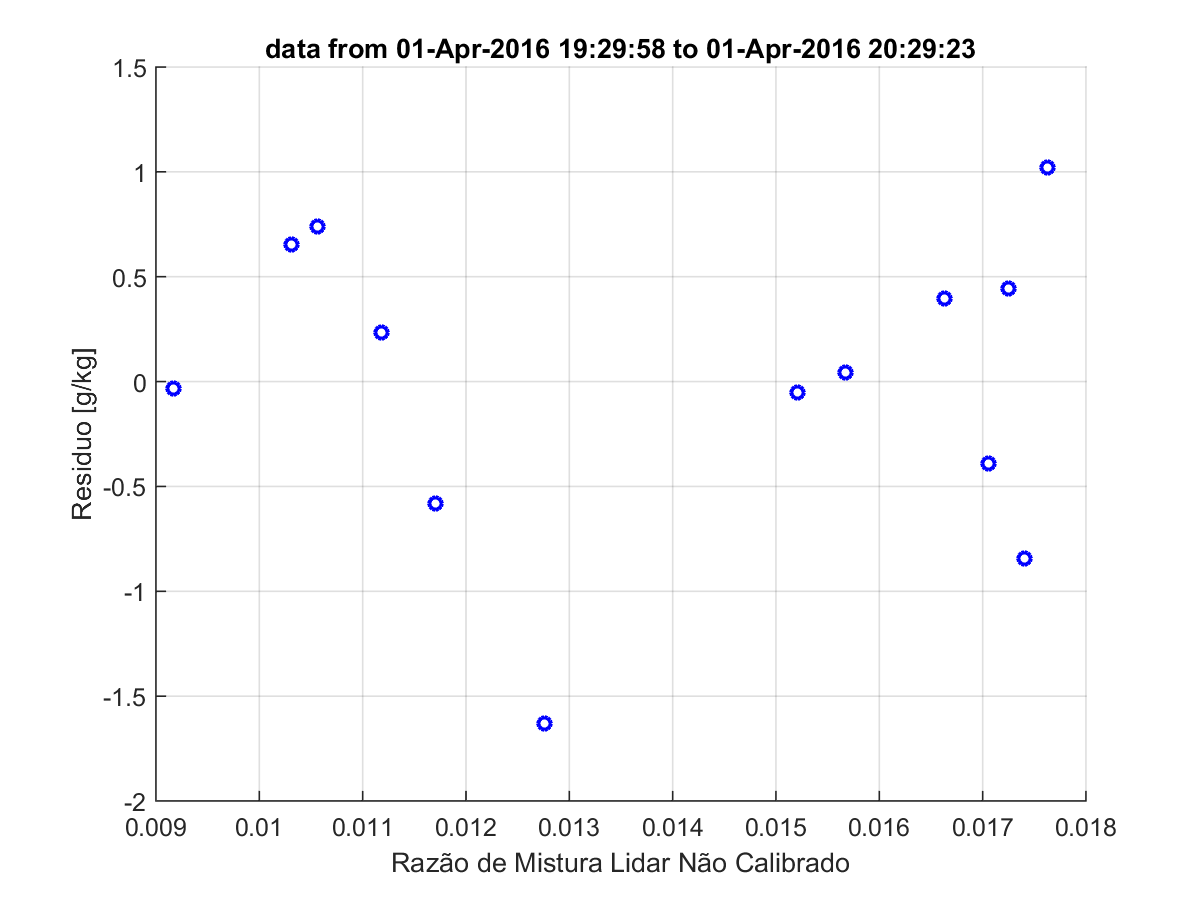 data from 01-Apr-2016 19:29:58 to 01-Apr-2016 20:29:23
1.5
1
0.5
0
-0.5
-1
-1.5
-2
Residuo [g/kg]
0.009 0.01 0.011 0.012 0.013 0.014 0.015 0.016 0.017 0.018
Razão de Mistura Lidar Não Calibrado